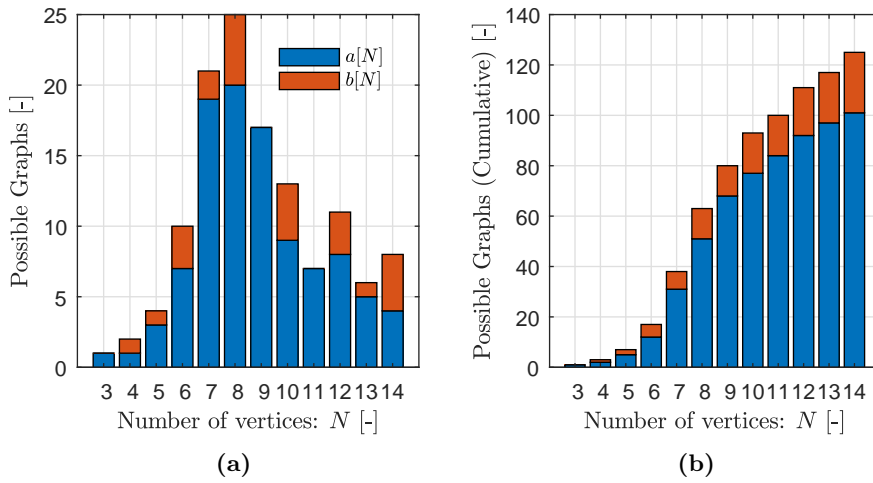 25
20
15
10
5
0
Possible Graphs [-]
a[N]
b[N]
3 4 5 6 7 8 9 10 11 12 13 14
Number of vertices: N [-]
(a)
140
120
100
80
60
40
20
0
Possible Graphs (Cumulative) [-]
3 4 5 6 7 8 9 10 11 12 13 14
Number of vertices: N [-]
(b)